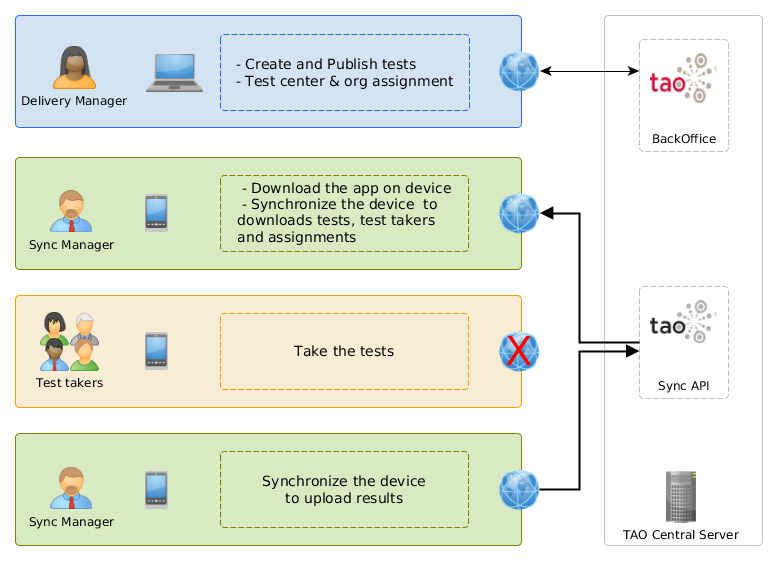 - Create and Publish tests
- Test center & org assignment
Delivery Manager
tao
BackOffice
- Download the app on device
- Synchronize the device  to
downloads tests, test takers
and assignments
Sync Manager
Take the tests
X
Test takers
tao
Sync API
Synchronize the device
to upload results
Sync Manager
TAO Central Server